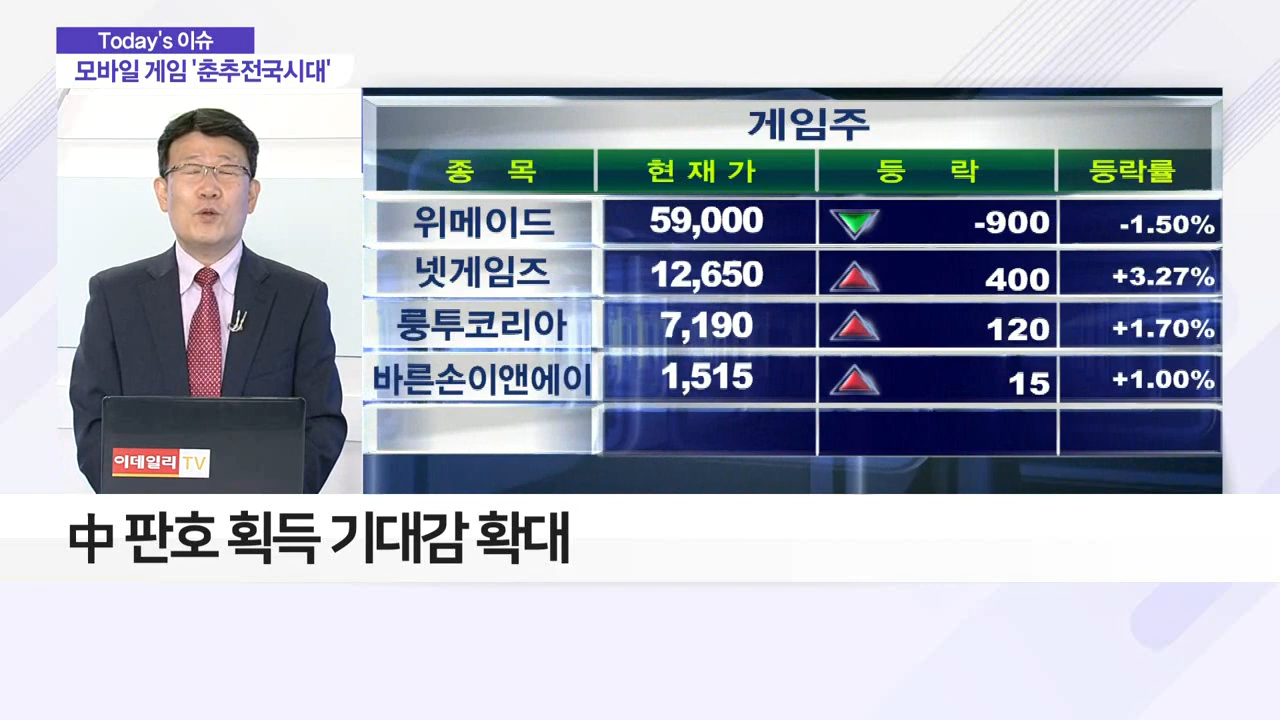 Today's 이슈
모바일 게임 '춘추전국시대'
게임주
종 목 현 재 가 등 락 등락률
위메이드 59,000 -900 -1.50%
넷게임즈 12,650 400 +3.27%
룽투코리아 7,190 120 +1.70%
바른손이앤에이 1,515 15 +1.00%
이데일리 TV
中 판호 획득 기대감 확대